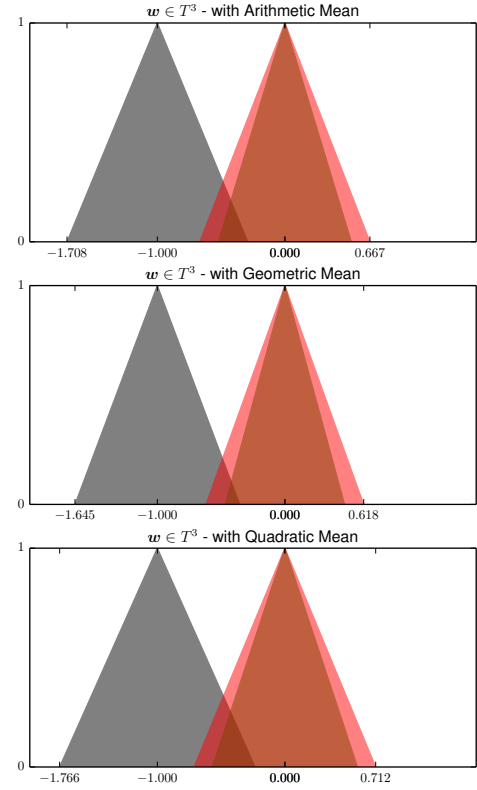 w ∈ T³ - with Arithmetic Mean
1
0
−1.708 −1.000 0.000 0.667
w ∈ T³ - with Geometric Mean
1
0
−1.645 −1.000 0.000 0.618
w ∈ T³ - with Quadratic Mean
1
0
−1.766 −1.000 0.000 0.712